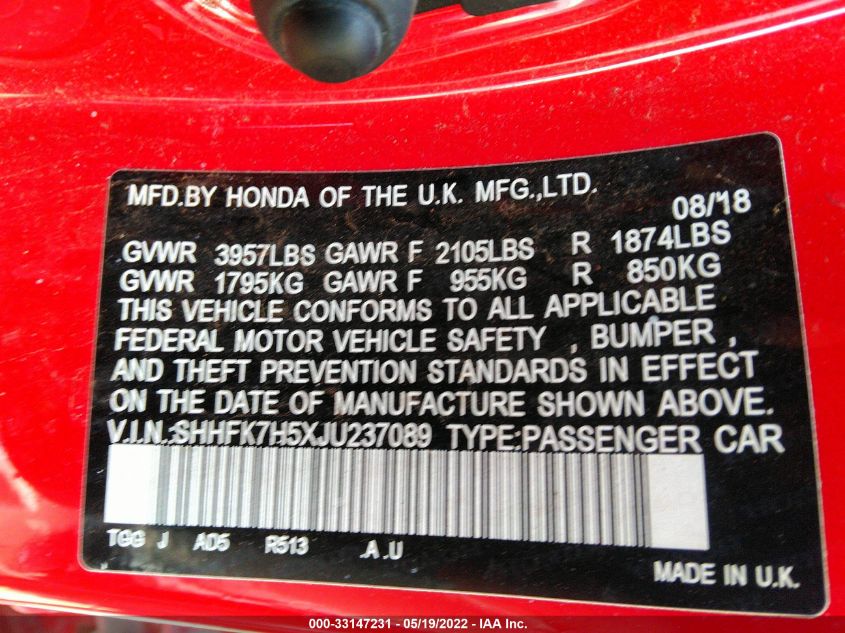 MFD.BY HONDA OF THE U.K. MFG.,LTD.
08/18
GVWR 3957LBS GAWR F 2105LBS R 1874LBS
GVWR 1795KG GAWR F 955KG R 850KG
THIS VEHICLE CONFORMS TO ALL APPLICABLE
FEDERAL MOTOR VEHICLE SAFETY , BUMPER ,
AND THEFT PREVENTION STANDARDS IN EFFECT
ON THE DATE OF MANUFACTURE SHOWN ABOVE.
V.I.N.:SHHFK7H5XJU237089 TYPE:PASSENGER CAR
TGG J AD5 R513 .A .U
MADE IN U.K.
000-33147231 - 05/19/2022 - IAA Inc.